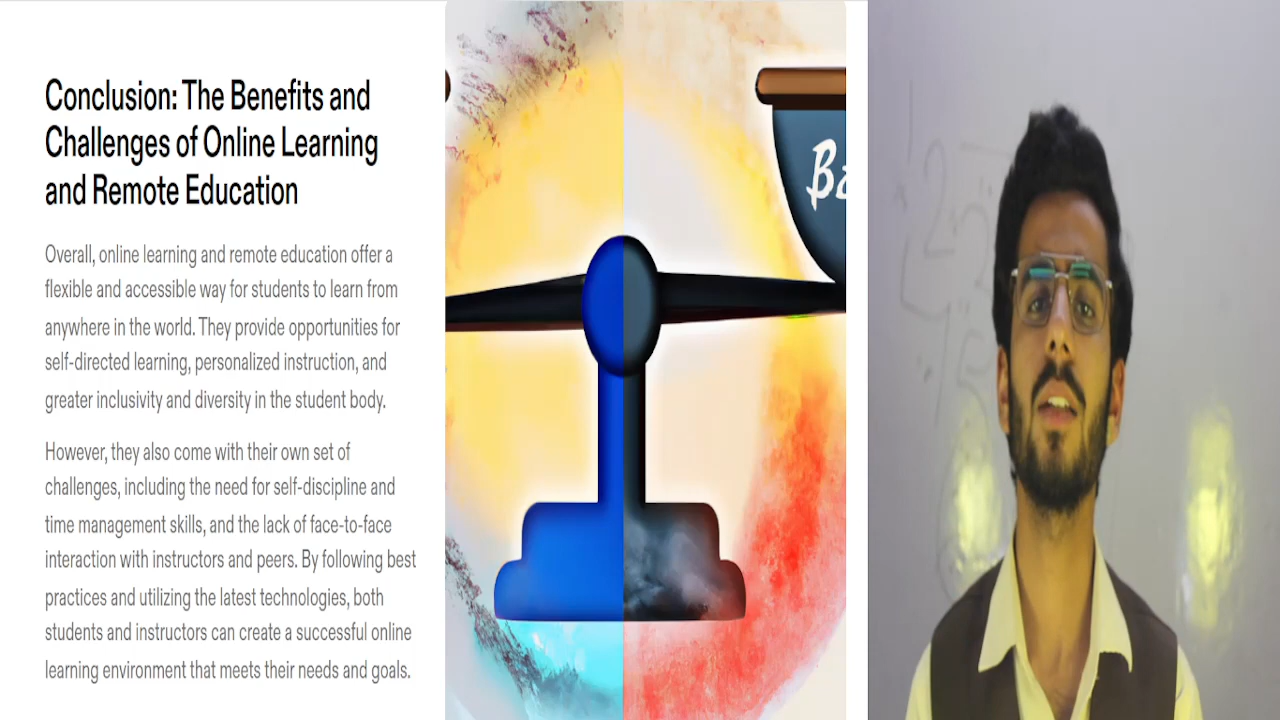 Conclusion: The Benefits and
Challenges of Online Learning
and Remote Education
Overall, online learning and remote education offer a
flexible and accessible way for students to learn from
anywhere in the world. They provide opportunities for
self-directed learning, personalized instruction, and
greater inclusivity and diversity in the student body.
However, they also come with their own set of
challenges, including the need for self-discipline and
time management skills, and the lack of face-to-face
interaction with instructors and peers. By following best
practices and utilizing the latest technologies, both
students and instructors can create a successful online
learning environment that meets their needs and goals.